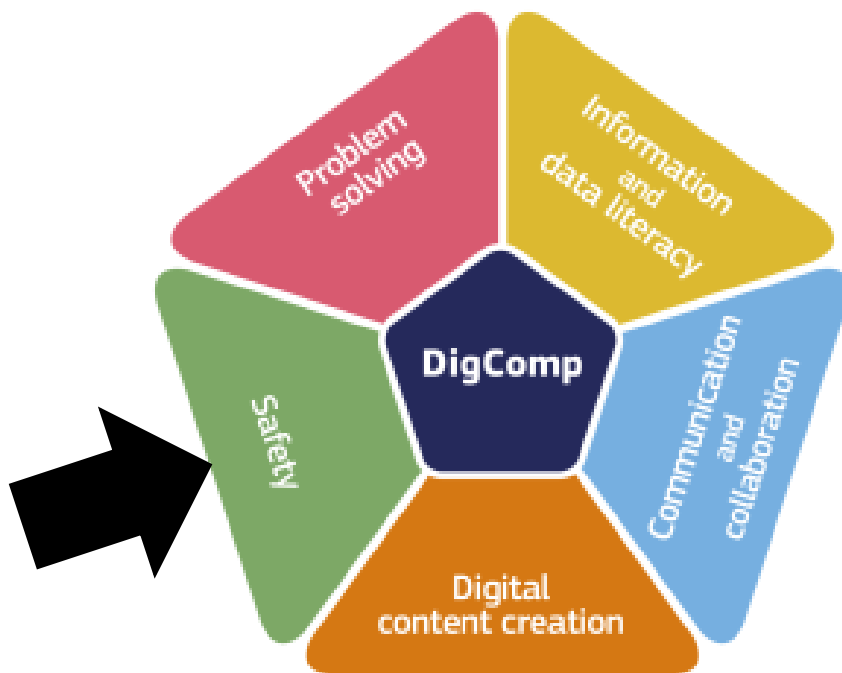 Problem
solving
Information
and
data literacy
DigComp
Safety
Communication
and
collaboration
Digital
content creation